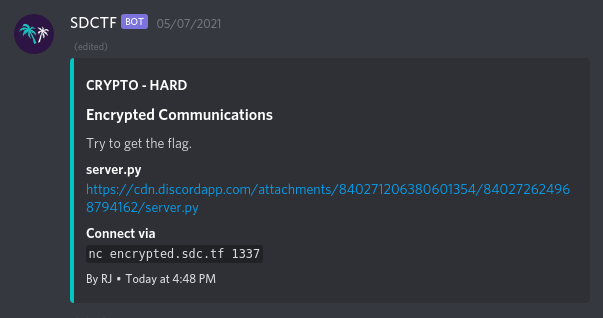 SDCTF BOT 05/07/2021
(edited)
CRYPTO - HARD
Encrypted Communications
Try to get the flag.
server.py
https://cdn.discordapp.com/attachments/840271206380601354/84027262496
8794162/server.py
Connect via
nc encrypted.sdc.tf 1337
By RJ • Today at 4:48 PM